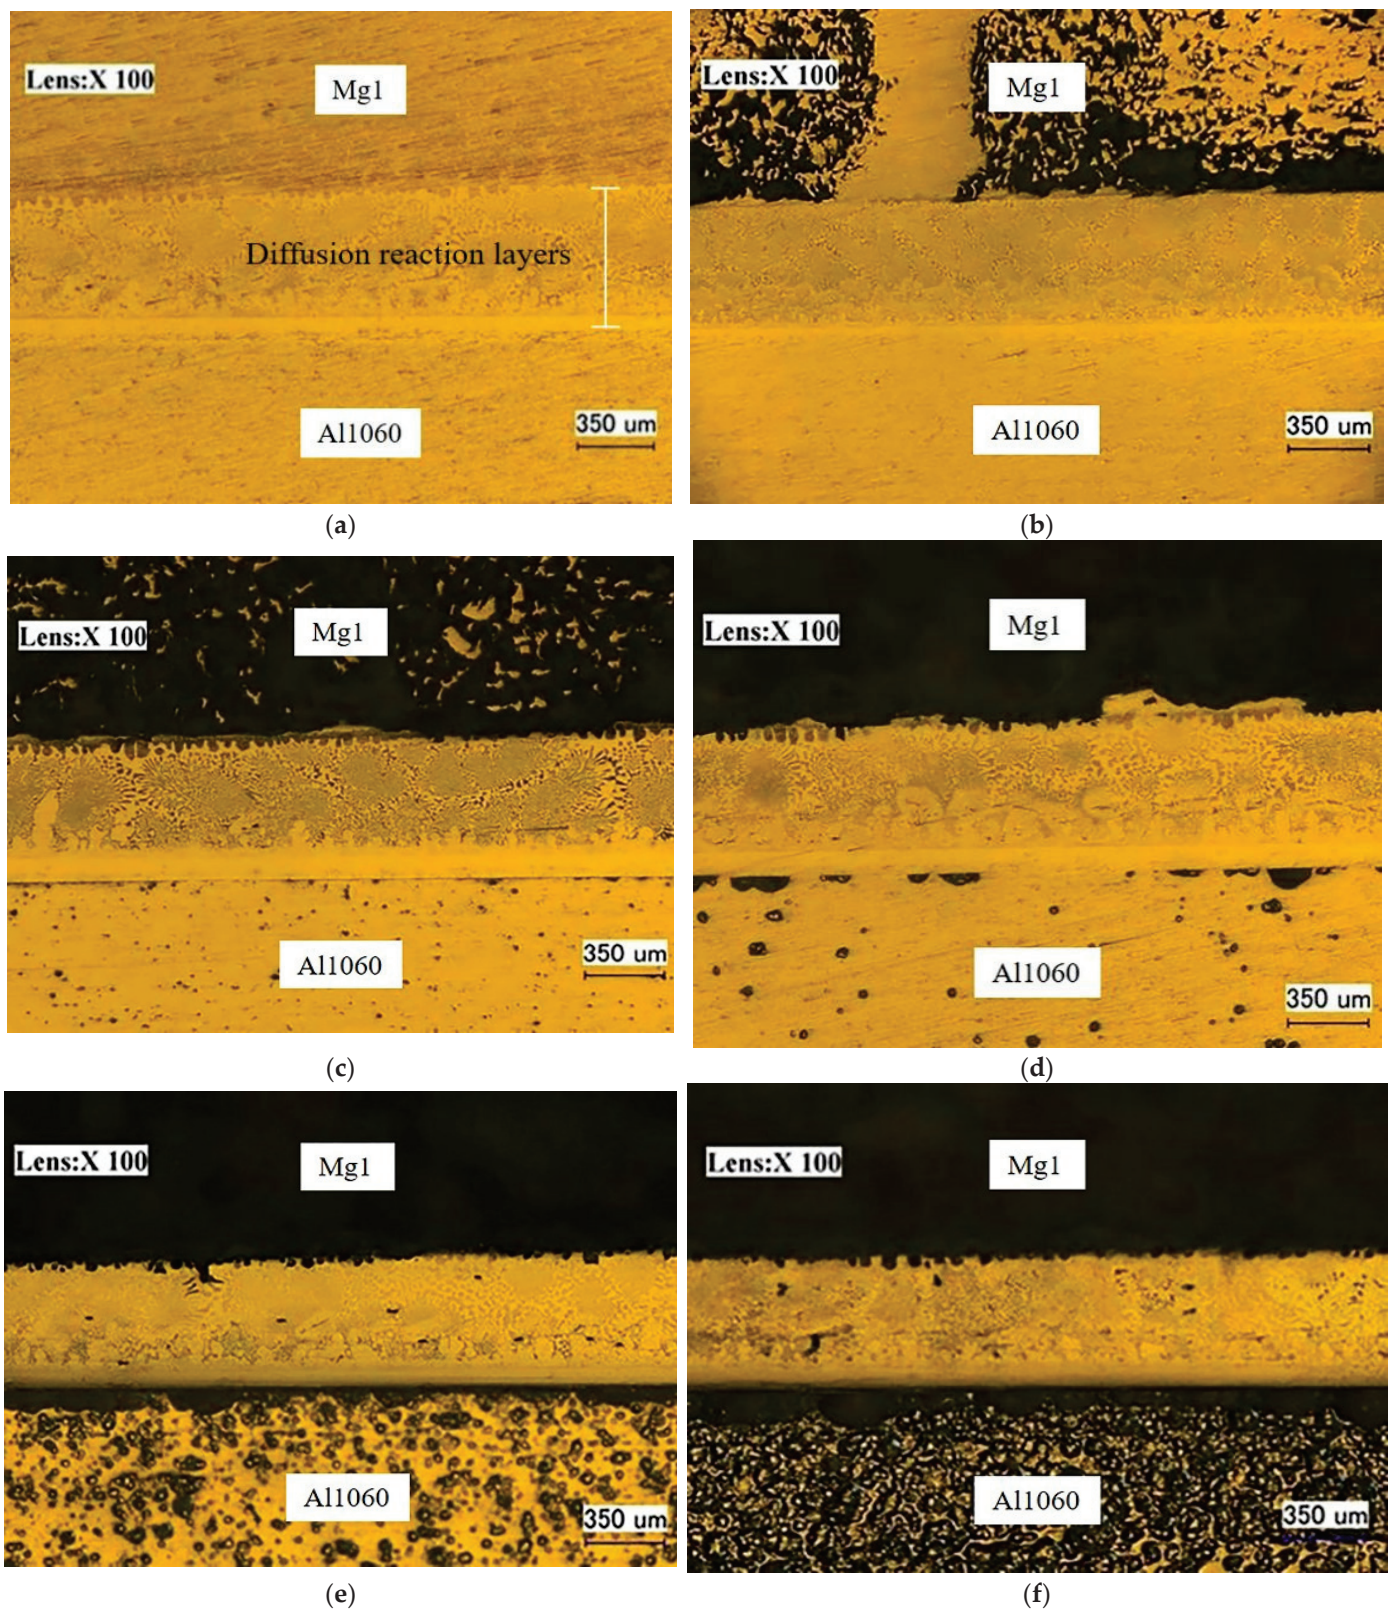 Lens:X 100
Mg1
Diffusion reaction layers
Al1060
350 um
(a)
Lens:X 100
Mg1
Al1060
350 um
(b)
Lens:X 100
Mg1
Al1060
350 um
(c)
Lens:X 100
Mg1
Al1060
350 um
(d)
Lens:X 100
Mg1
Al1060
350 um
(e)
Lens:X 100
Mg1
Al1060
350 um
(f)